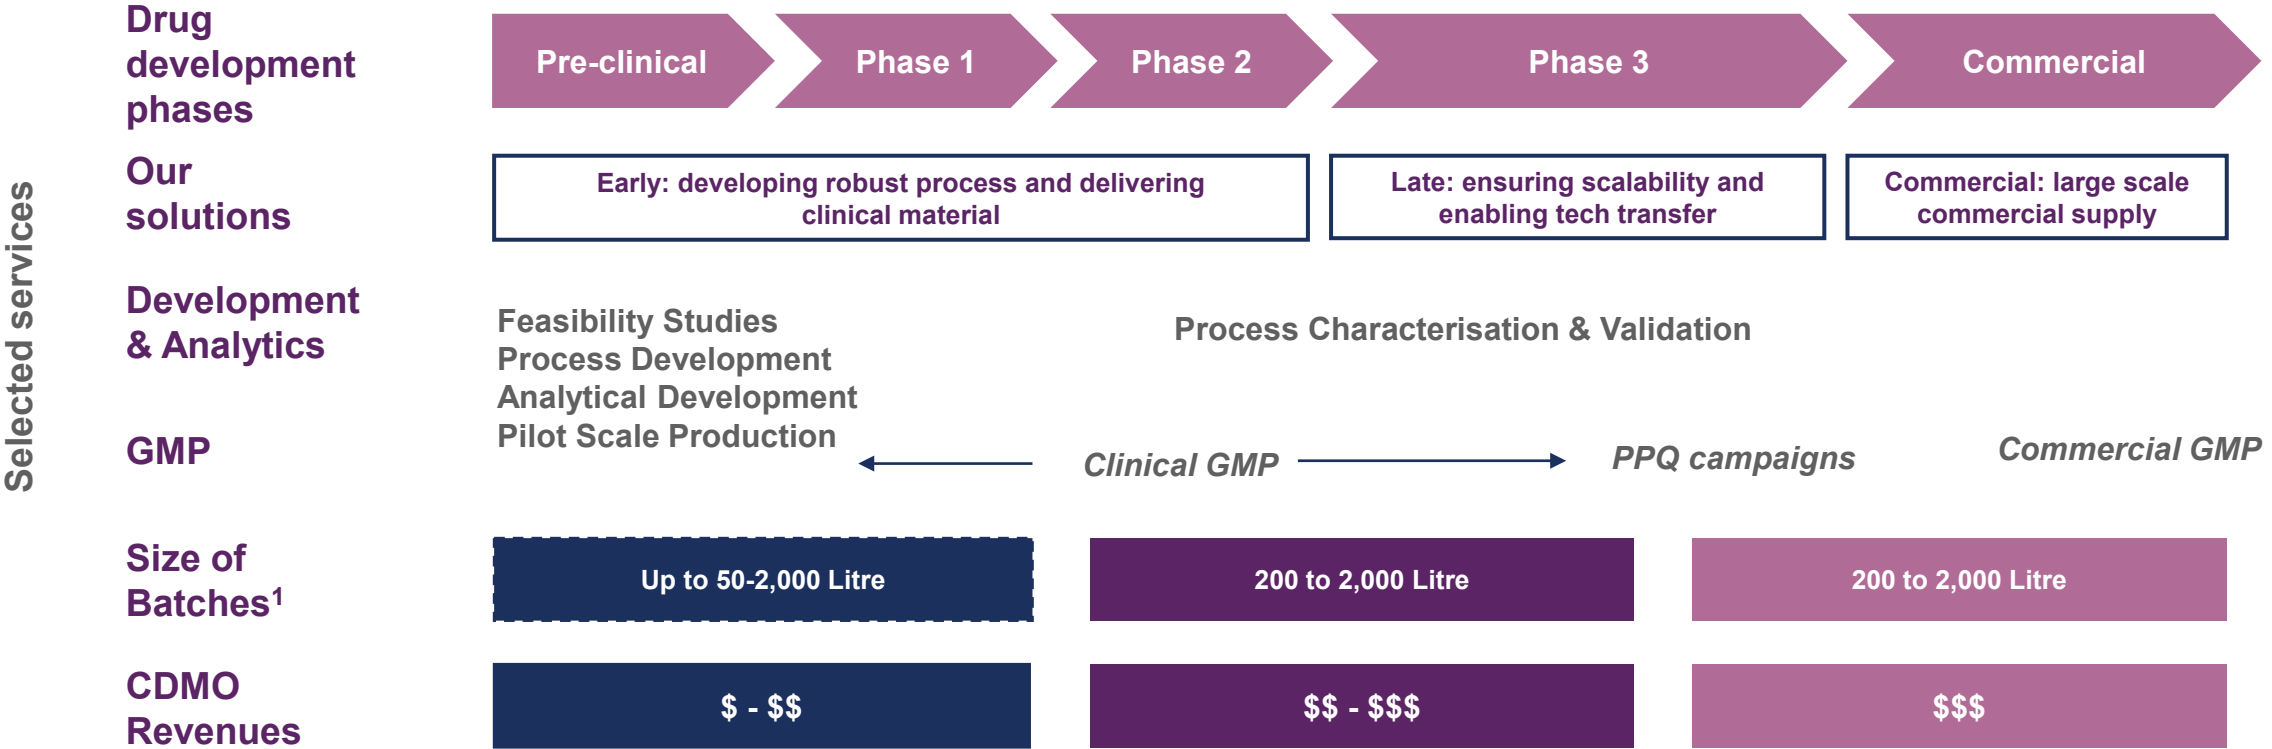 Selected services
Drug
development
phases
Pre-clinical
Phase 1
Phase 2
Phase 3
Commercial
Our
solutions
Early: developing robust process and delivering
clinical material
Late: ensuring scalability and
enabling tech transfer
Commercial: large scale
commercial supply
Development
& Analytics
Feasibility Studies
Process Development
Analytical Development
Pilot Scale Production
Process Characterisation & Validation
GMP
Clinical GMP
PPQ campaigns
Commercial GMP
Size of
Batches¹
Up to 50-2,000 Litre
200 to 2,000 Litre
200 to 2,000 Litre
CDMO
Revenues
$ - $$
$$ - $$$
$$$